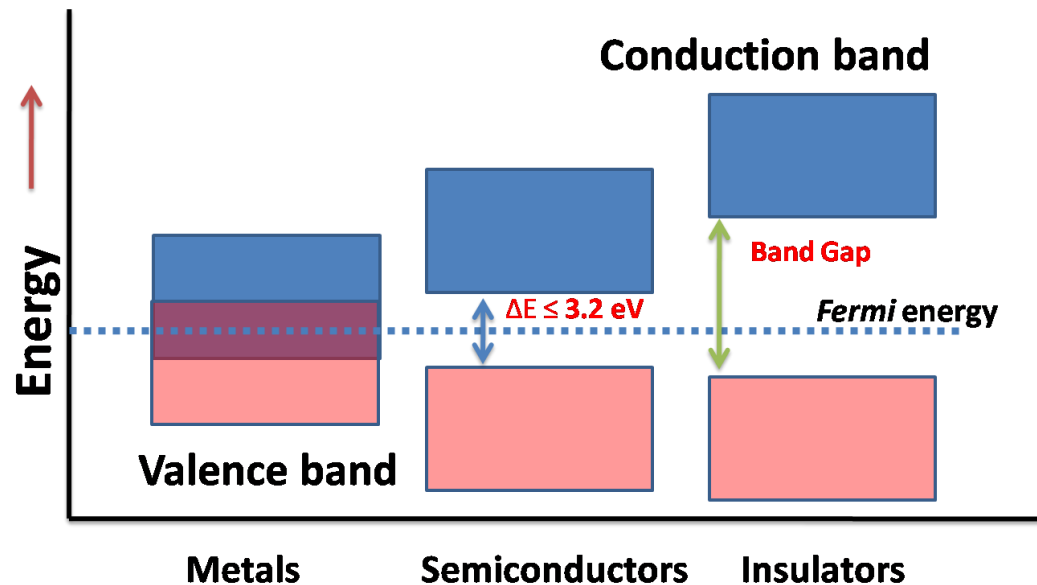 Conduction band
Energy
Band Gap
ΔE ≤ 3.2 eV
Fermi energy
Valence band
Metals
Semiconductors
Insulators